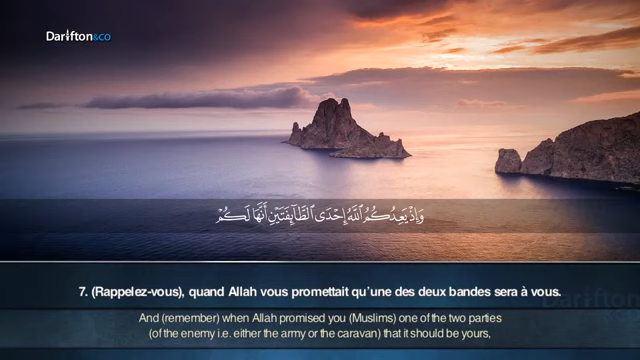 Darifton&co
وَإِذْ يَعِدُكُمُ ٱللَّهُ إِحْدَى ٱلطَّآئِفَتَيْنِ أَنَّهَا لَكُمْ
7. (Rappelez-vous), quand Allah vous promettait qu’une des deux bandes sera à vous.
Darifton
&co
And (remember) when Allah promised you (Muslims) one of the two parties
(of the enemy i.e. either the army or the caravan) that it should be yours,